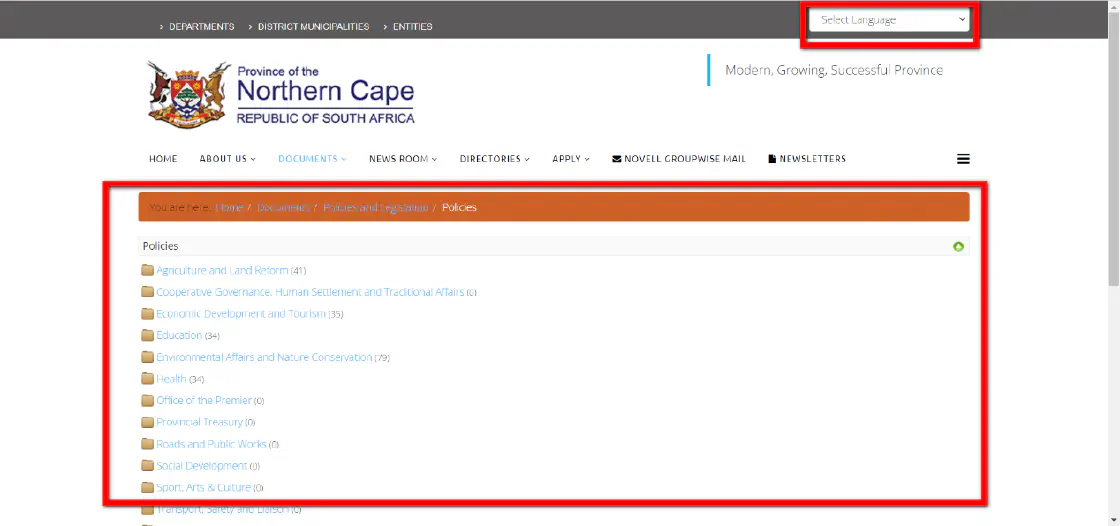 DEPARTMENTS
DISTRICT MUNICIPALITIES
ENTITIES
Select Language
Province of the
Northern Cape
REPUBLIC OF SOUTH AFRICA
Modern, Growing, Successful Province
HOME ABOUT US DOCUMENTS NEWS ROOM DIRECTORIES APPLY NOVELL GROUPWISE MAIL NEWSLETTERS
You are here: Home / Documents / Policies and Legislation / Policies
Policies
Agriculture and Land Reform (41)
Cooperative Governance, Human Settlement and Traditional Affairs (0)
Economic Development and Tourism (35)
Education (34)
Environmental Affairs and Nature Conservation (79)
Health (34)
Office of the Premier (0)
Provincial Treasury (0)
Roads and Public Works (0)
Social Development (0)
Sport, Arts & Culture (0)
Transport, Safety and Liaison (0)